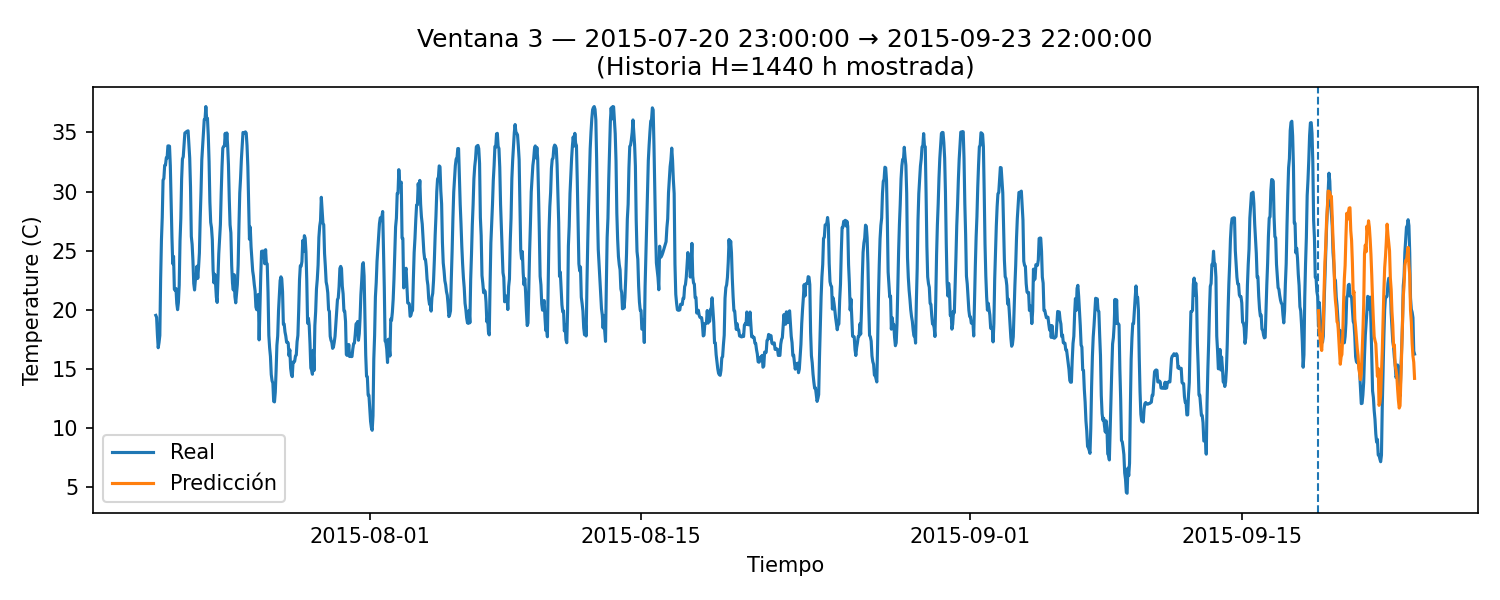 Ventana 3 — 2015-07-20 23:00:00 → 2015-09-23 22:00:00
(Historia H=1440 h mostrada)
Temperature (C)
35
30
25
20
15
10
5
Real
Predicción
2015-08-01
2015-08-15
2015-09-01
2015-09-15
Tiempo